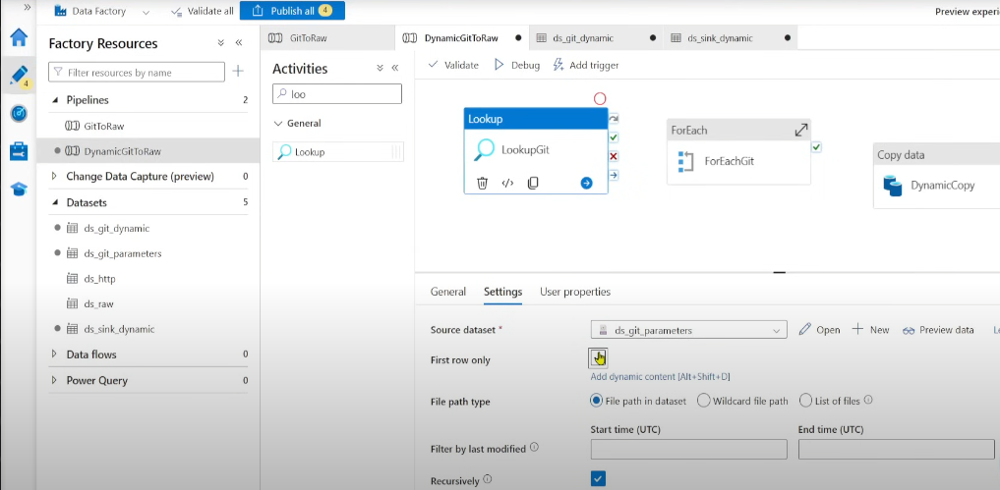 Data Factory
Validate all
Publish all 4
Preview experi
Factory Resources
Filter resources by name
Pipelines 2
GitToRaw
DynamicGitToRaw
Change Data Capture (preview) 0
Datasets 5
ds_git_dynamic
ds_git_parameters
ds_http
ds_raw
ds_sink_dynamic
Data flows 0
Power Query 0
4
GitToRaw
DynamicGitToRaw
ds_git_dynamic
ds_sink_dynamic
Activities
loo
General
Lookup
Validate
Debug
Add trigger
Lookup
LookupGit
ForEach
ForEachGit
Copy data
DynamicCopy
General
Settings
User properties
Source dataset *
ds_git_parameters
Open
New
Preview data
Le
First row only
Add dynamic content [Alt+Shift+D]
File path type
File path in dataset
Wildcard file path
List of files
Start time (UTC)
End time (UTC)
Filter by last modified
Recursively